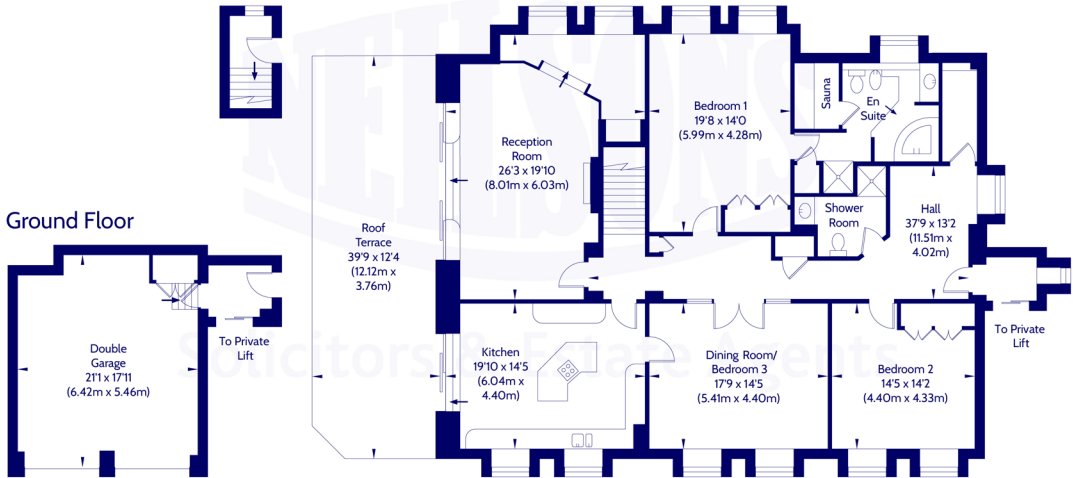 NEILSONS
Solicitors & Estate Agents
Ground Floor
Double
Garage
21'1 x 17'11
(6.42m x 5.46m)
To Private
Lift
Roof
Terrace
39'9 x 12'4
(12.12m x
3.76m)
Reception
Room
26'3 x 19'10
(8.01m x 6.03m)
Kitchen
19'10 x 14'5
(6.04m x
4.40m)
Bedroom 1
19'8 x 14'0
(5.99m x 4.28m)
Sauna
En
Suite
Shower
Room
Hall
37'9 x 13'2
(11.51m x
4.02m)
Dining Room/
Bedroom 3
17'9 x 14'5
(5.41m x 4.40m)
Bedroom 2
14'5 x 14'2
(4.40m x 4.33m)
To Private
Lift